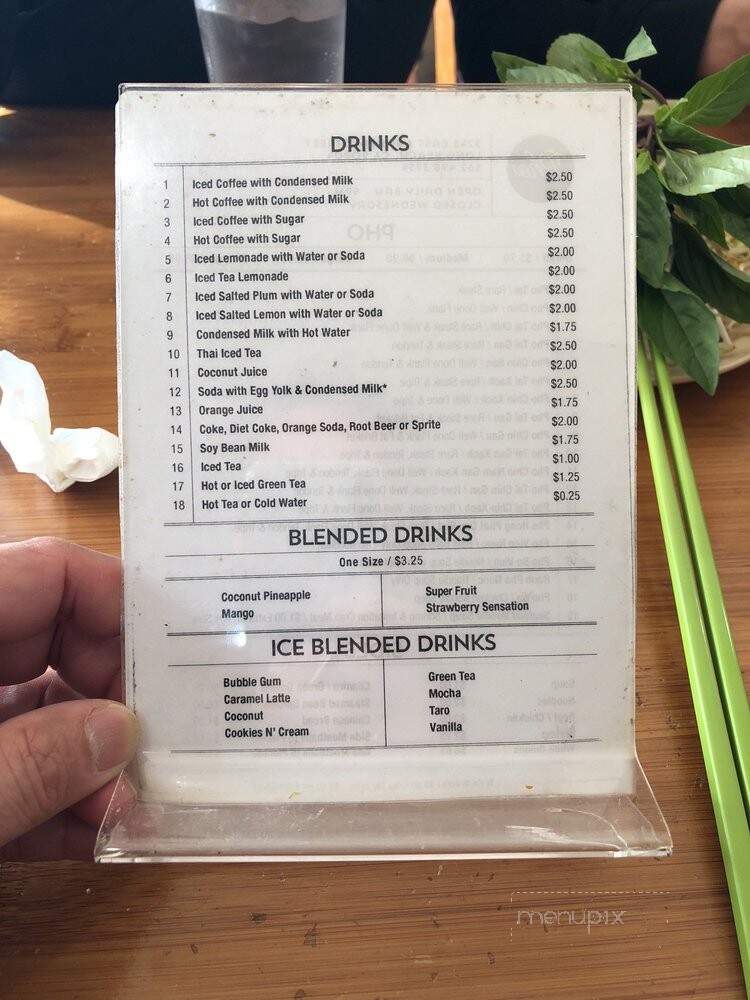 DRINKS
1 Iced Coffee with Condensed Milk $2.50
2 Hot Coffee with Condensed Milk $2.50
3 Iced Coffee with Sugar $2.50
4 Hot Coffee with Sugar $2.50
5 Iced Lemonade with Water or Soda $2.00
6 Iced Tea Lemonade $2.00
7 Iced Salted Plum with Water or Soda $2.00
8 Iced Salted Lemon with Water or Soda $2.00
9 Condensed Milk with Hot Water $1.75
10 Thai Iced Tea $2.50
11 Coconut Juice $2.00
12 Soda with Egg Yolk & Condensed Milk* $2.50
13 Orange Juice $1.75
14 Coke, Diet Coke, Orange Soda, Root Beer or Sprite $2.00
15 Soy Bean Milk $1.75
16 Iced Tea $1.00
17 Hot or Iced Green Tea $1.25
18 Hot Tea or Cold Water $0.25
BLENDED DRINKS
One Size / $3.25
Coconut Pineapple
Mango
Super Fruit
Strawberry Sensation
ICE BLENDED DRINKS
Bubble Gum
Caramel Latte
Coconut
Cookies N' Cream
Green Tea
Mocha
Taro
Vanilla
menupix